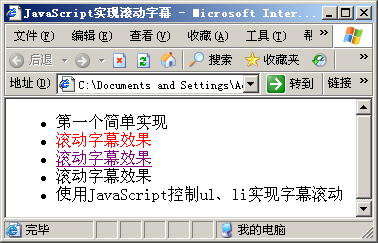 JavaScript实现滚动字幕 - Microsoft Inter...
文件(F) 编辑(E) 查看(V) 收藏(A) 工具(T) 帮 »
后退 搜索 收藏夹 »
地址(D) C:\Documents and Settings\A 转到 链接 »
第一个简单实现
滚动字幕效果
滚动字幕效果
滚动字幕效果
使用JavaScript控制ul、li实现字幕滚动
完毕 我的电脑